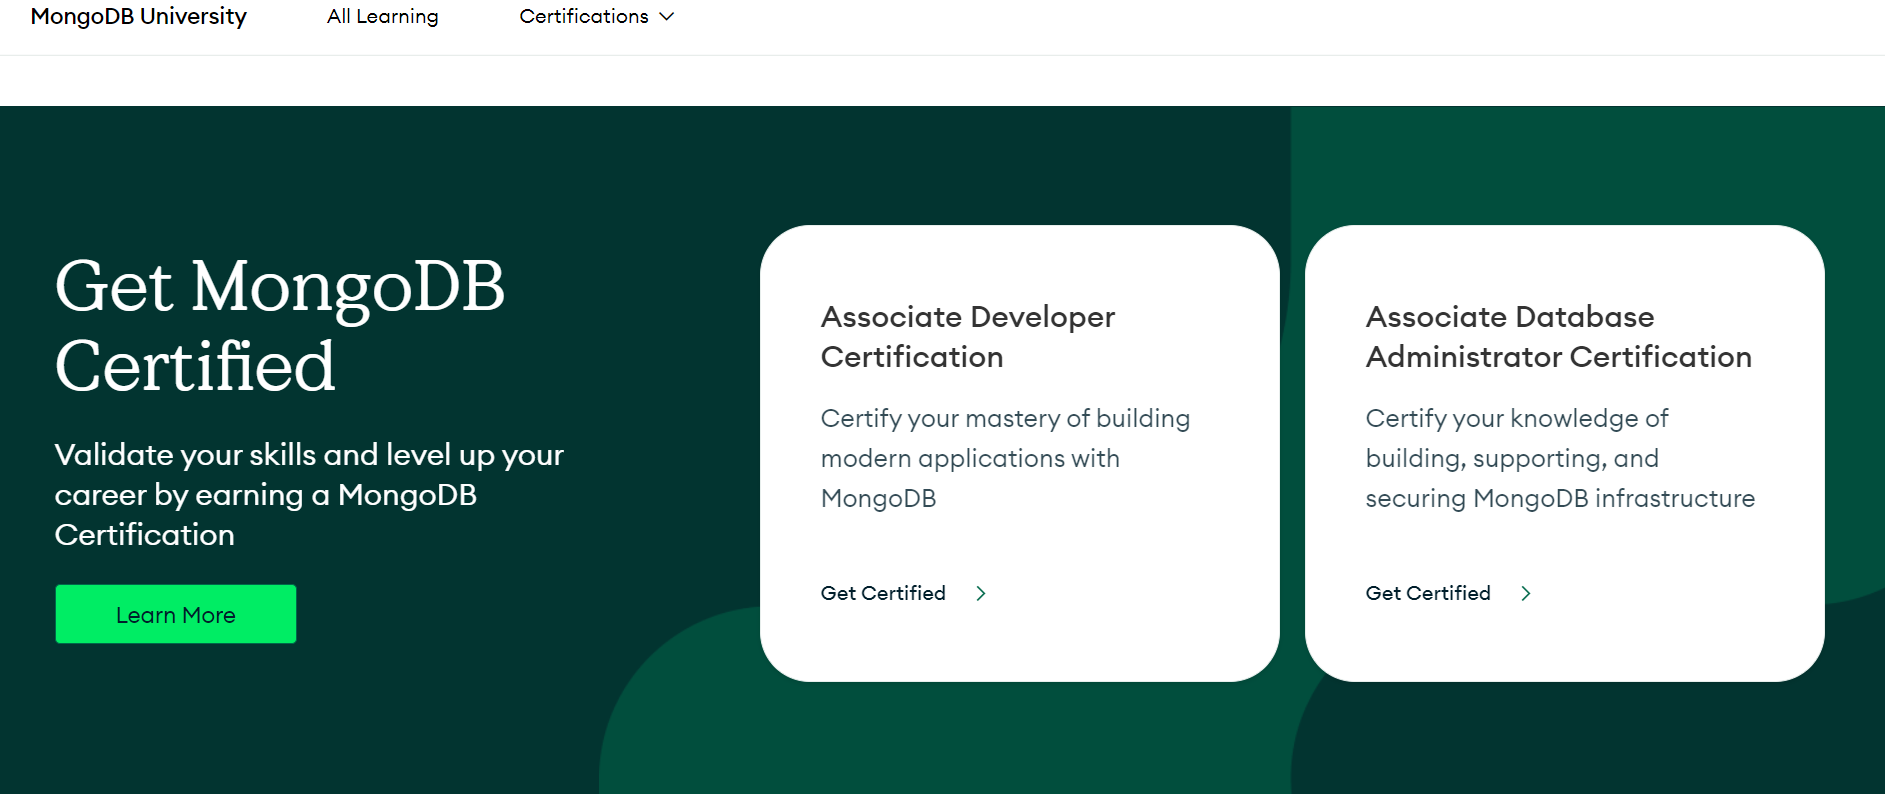 MongoDB University All Learning Certifications
Get MongoDB
Certified
Validate your skills and level up your
career by earning a MongoDB
Certification
Learn More
Associate Developer
Certification
Certify your mastery of building
modern applications with
MongoDB
Get Certified
Associate Database
Administrator Certification
Certify your knowledge of
building, supporting, and
securing MongoDB infrastructure
Get Certified